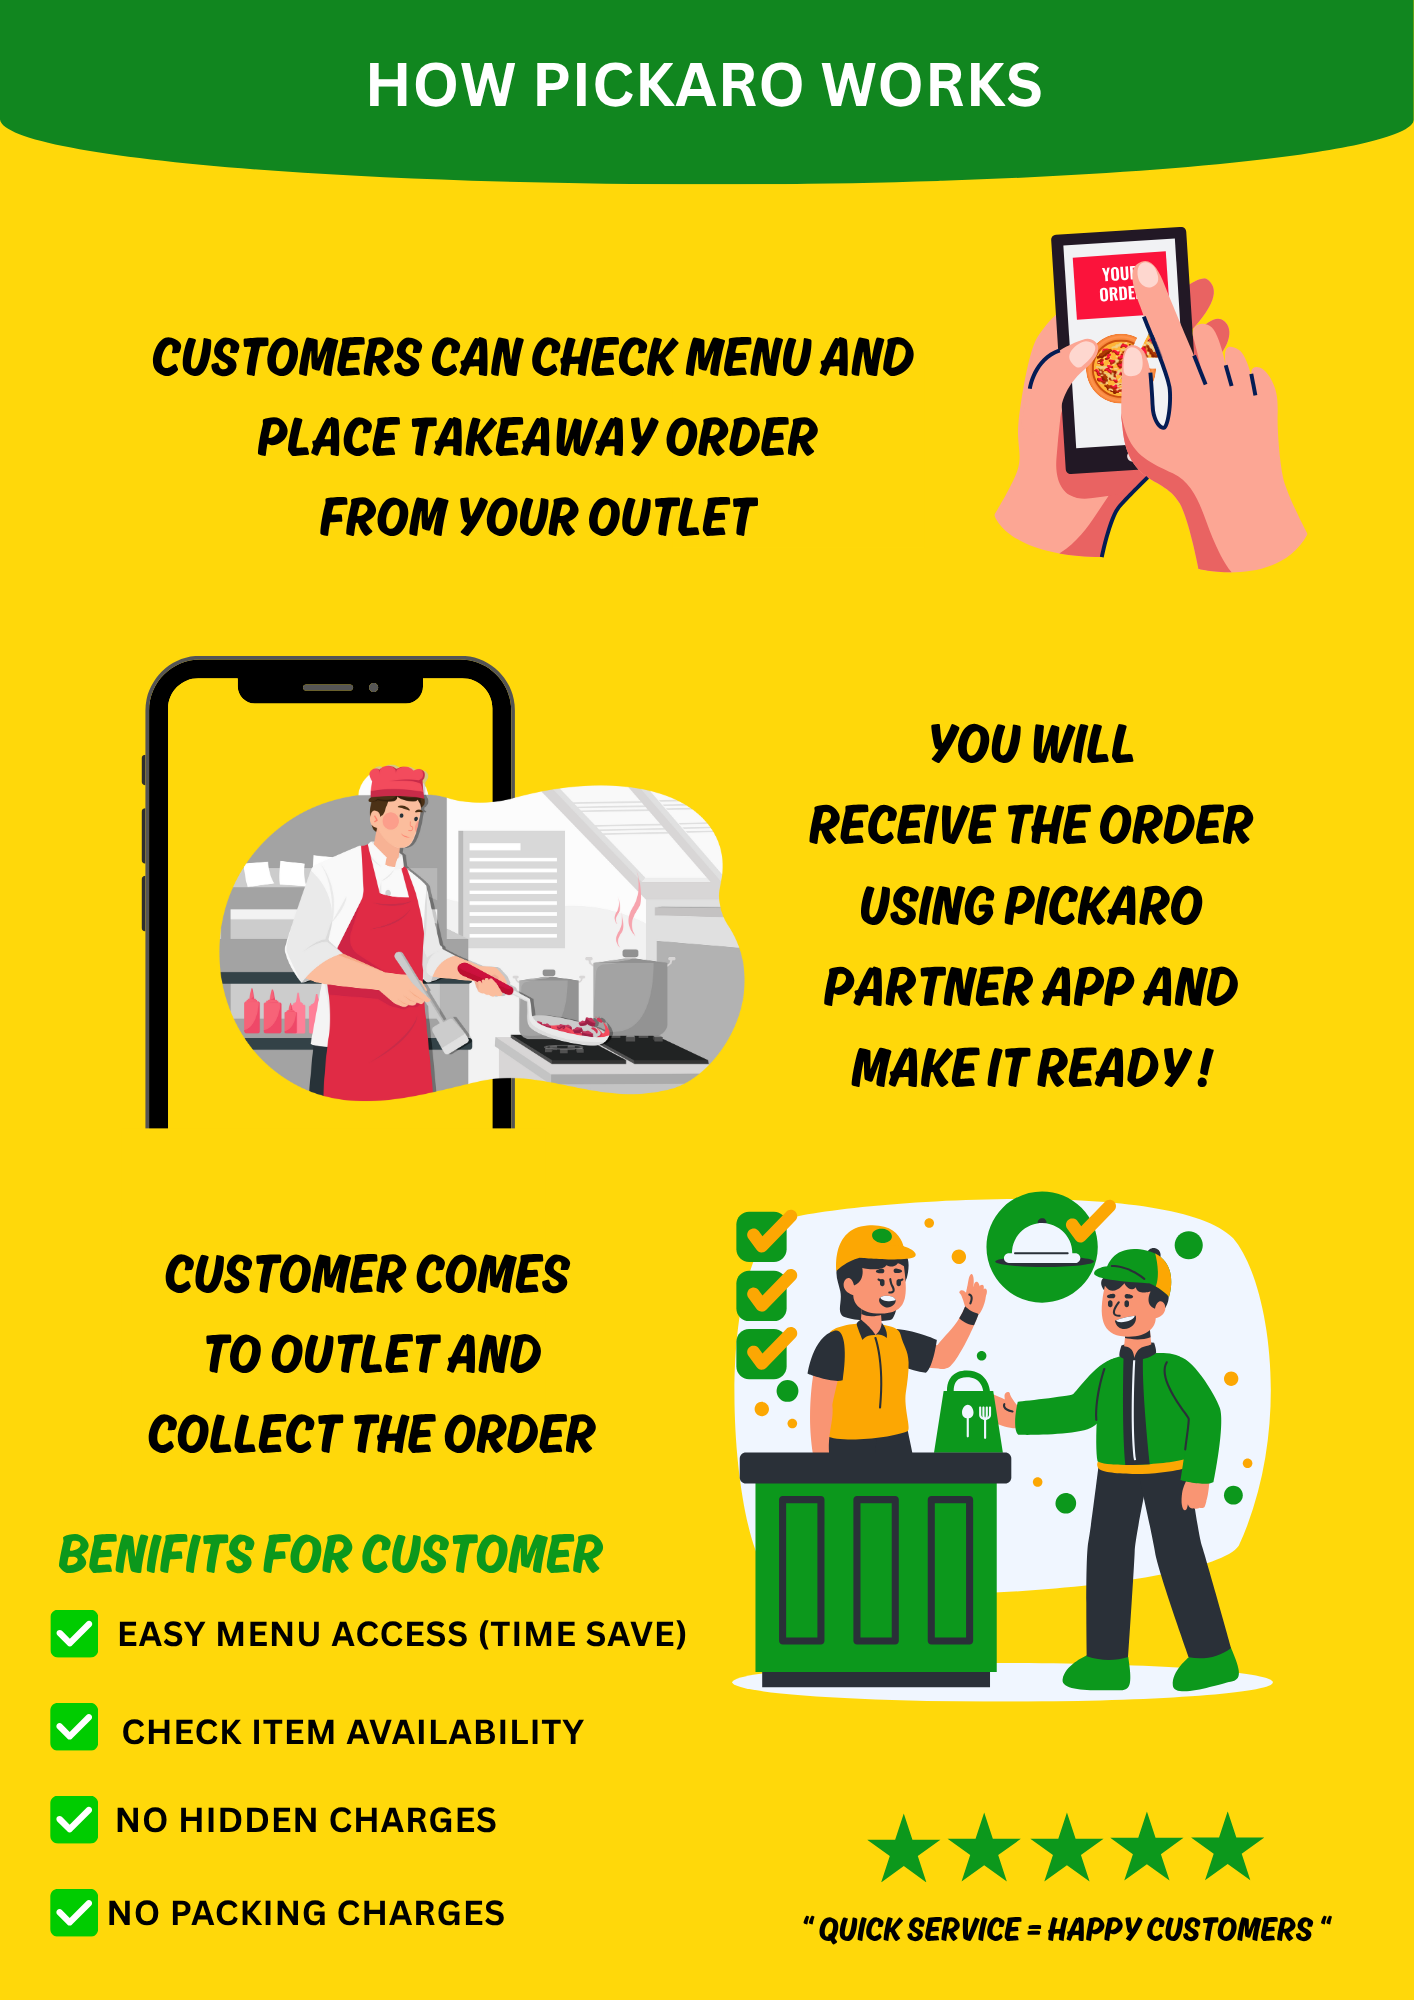 HOW PICKARO WORKS
YOUR
ORDER
CUSTOMERS CAN CHECK MENU AND
PLACE TAKEAWAY ORDER
FROM YOUR OUTLET
YOU WILL
RECEIVE THE ORDER
USING PICKARO
PARTNER APP AND
MAKE IT READY !
CUSTOMER COMES
TO OUTLET AND
COLLECT THE ORDER
BENIFITS FOR CUSTOMER
EASY MENU ACCESS (TIME SAVE)
CHECK ITEM AVAILABILITY
NO HIDDEN CHARGES
NO PACKING CHARGES
“ QUICK SERVICE = HAPPY CUSTOMERS “